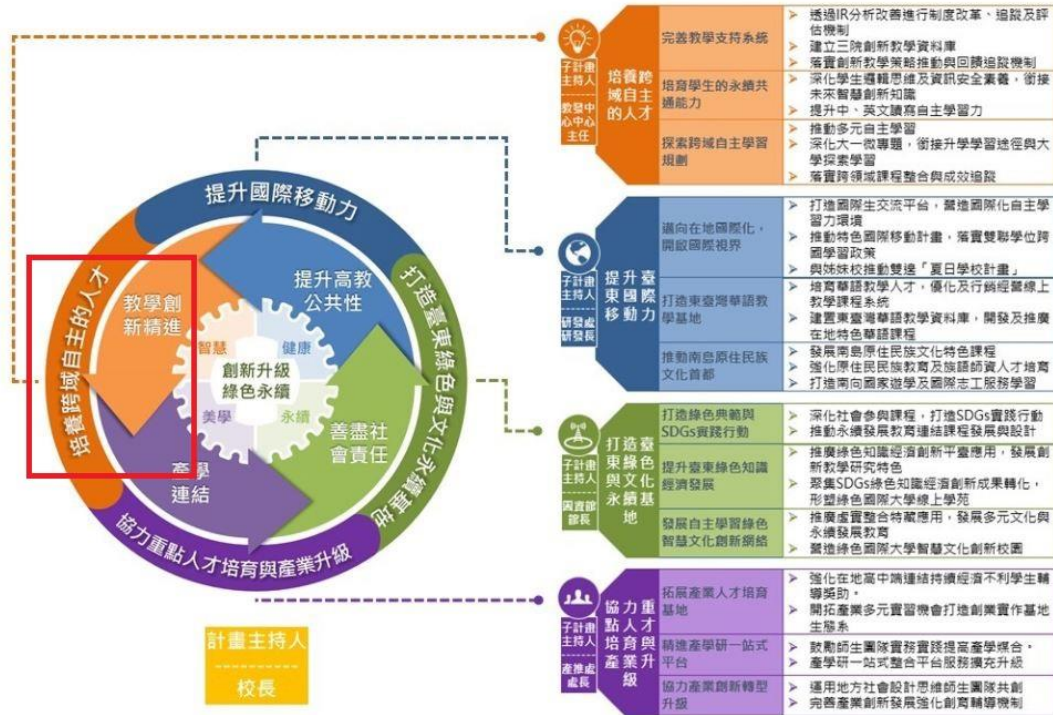 提升國際移動力
培養跨域自主的人才
打造臺東綠色與文化永續基地
協力重點人才培育與產業升級
教學創
新精進
提升高教
公共性
善盡社
會責任
產學
連結
智慧
健康
美學
永續
創新升級
綠色永續
計畫主持人
校長
子計畫
主持人
教發中
心中心
主任
培養跨
域自主
的人才
完善教學支持系統
透過IR分析改善進行制度改革、追蹤及評
估機制
建立三院創新教學資料庫
落實創新教學策略推動與回饋追蹤機制
培育學生的永續共
通能力
深化學生邏輯思維及資訊安全素養，銜接
未來智慧創新知識
提升中、英文讀寫自主學習力
探索跨域自主學習
規劃
推動多元自主學習
深化大一微專題，銜接升學學習途徑與大
學探索學習
落實跨領域課程整合與成效追蹤
子計畫
主持人
研發處
研發長
提升臺
東國際
移動力
邁向在地國際化，
開啟國際視界
打造國際生交流平台，營造國際化自主學
習力環境
推動特色國際移動計畫，落實雙聯學位跨
國學習政策
與姊妹校推動雙邊「夏日學校計畫」
打造東臺灣華語教
學基地
培育華語教學人才，優化及行銷經營線上
教學課程系統
建置東臺灣華語教學資料庫，開發及推廣
在地特色華語課程
推動南島原住民族
文化首都
發展南島原住民族文化特色課程
強化原住民民族教育及族語師資人才培育
打造南向國家遊學及國際志工服務學習
子計畫
主持人
圖資館
館長
打造臺
東綠色
與文化
永續基
地
打造綠色典範與
SDGs實踐行動
深化社會參與課程，打造SDGs實踐行動
推動永續發展教育連結課程發展與設計
提升臺東綠色知識
經濟發展
推廣綠色知識經濟創新平臺應用，發展創
新教學研究特色
聚集SDGs綠色知識經濟創新成果轉化，
形塑綠色國際大學線上學苑
發展自主學習綠色
智慧文化創新網絡
推廣虛實整合特藏應用，發展多元文化與
永續發展教育
營造綠色國際大學智慧文化創新校園
子計畫
主持人
產推處
處長
協力重
點人才
培育與
產業升
級
拓展產業人才培育
基地
強化在地高中端連結持續經濟不利學生輔
導獎助。
開拓產業多元實習機會打造創業實作基地
生態系
精進產學研一站式
平台
鼓勵師生團隊實務實踐提高產學媒合。
產學研一站式整合平台服務擴充升級
協力產業創新轉型
升級
運用地方社會設計思維師生團隊共創
完善產業創新發展強化創育輔導機制